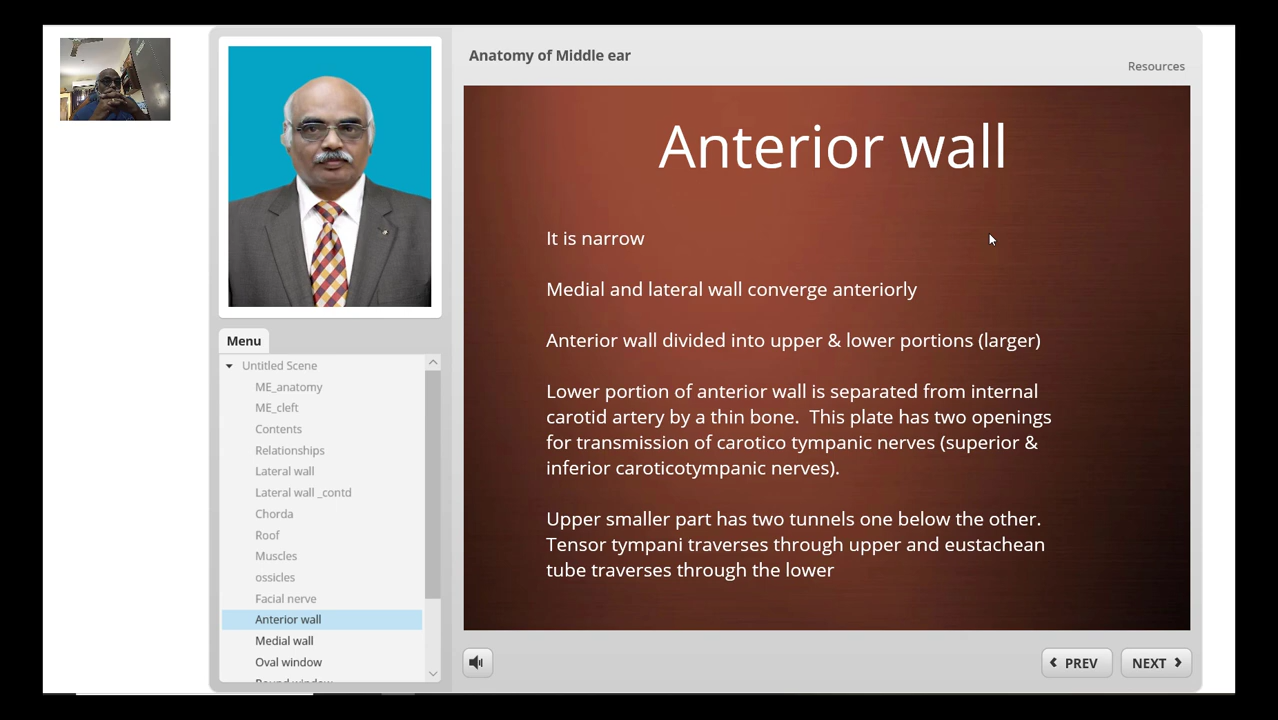 Anatomy of Middle ear
Resources
Anterior wall
It is narrow
Medial and lateral wall converge anteriorly
Anterior wall divided into upper & lower portions (larger)
Lower portion of anterior wall is separated from internal
carotid artery by a thin bone.  This plate has two openings
for transmission of carotico tympanic nerves (superior &
inferior caroticotympanic nerves).
Upper smaller part has two tunnels one below the other.
Tensor tympani traverses through upper and eustachean
tube traverses through the lower
Menu
Untitled Scene
ME_anatomy
ME_cleft
Contents
Relationships
Lateral wall
Lateral wall _contd
Chorda
Roof
Muscles
ossicles
Facial nerve
Anterior wall
Medial wall
Oval window
PREV
NEXT